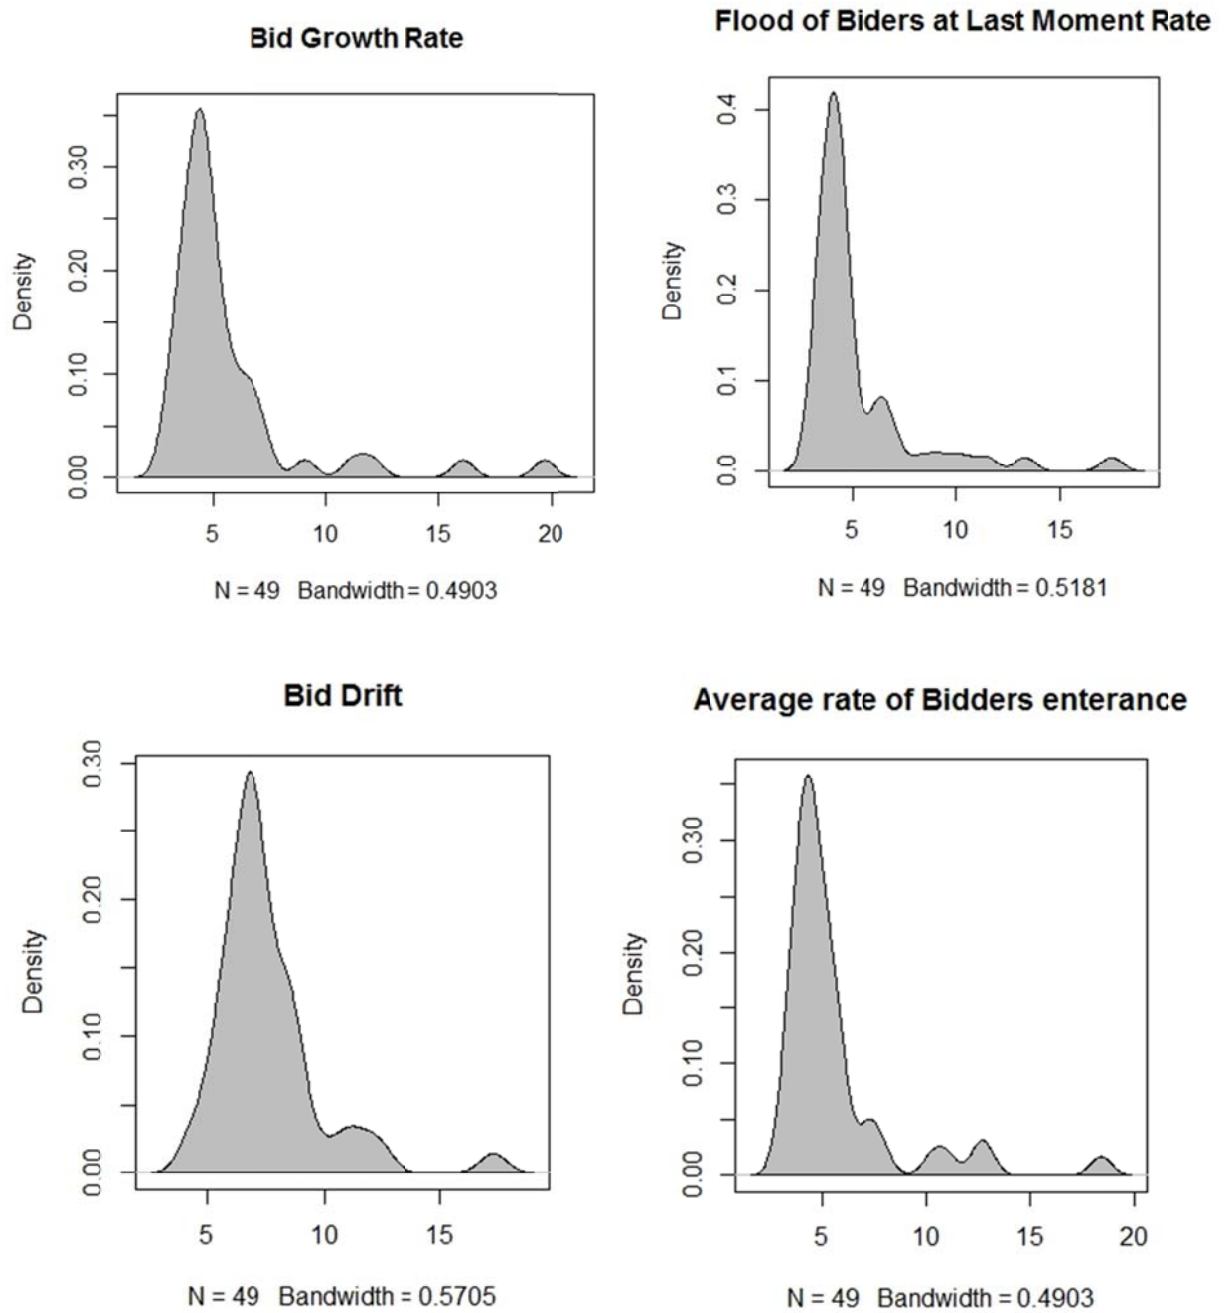 Bid Growth Rate
Density
0.00 0.10 0.20 0.30
5 10 15 20
N = 49 Bandwidth = 0.4903
Flood of Biders at Last Moment Rate
Density
0.0 0.1 0.2 0.3 0.4
5 10 15
N = 49 Bandwidth = 0.5181
Bid Drift
Density
0.00 0.10 0.20 0.30
5 10 15
N = 49 Bandwidth = 0.5705
Average rate of Bidders enterance
Density
0.00 0.10 0.20 0.30
5 10 15 20
N = 49 Bandwidth = 0.4903